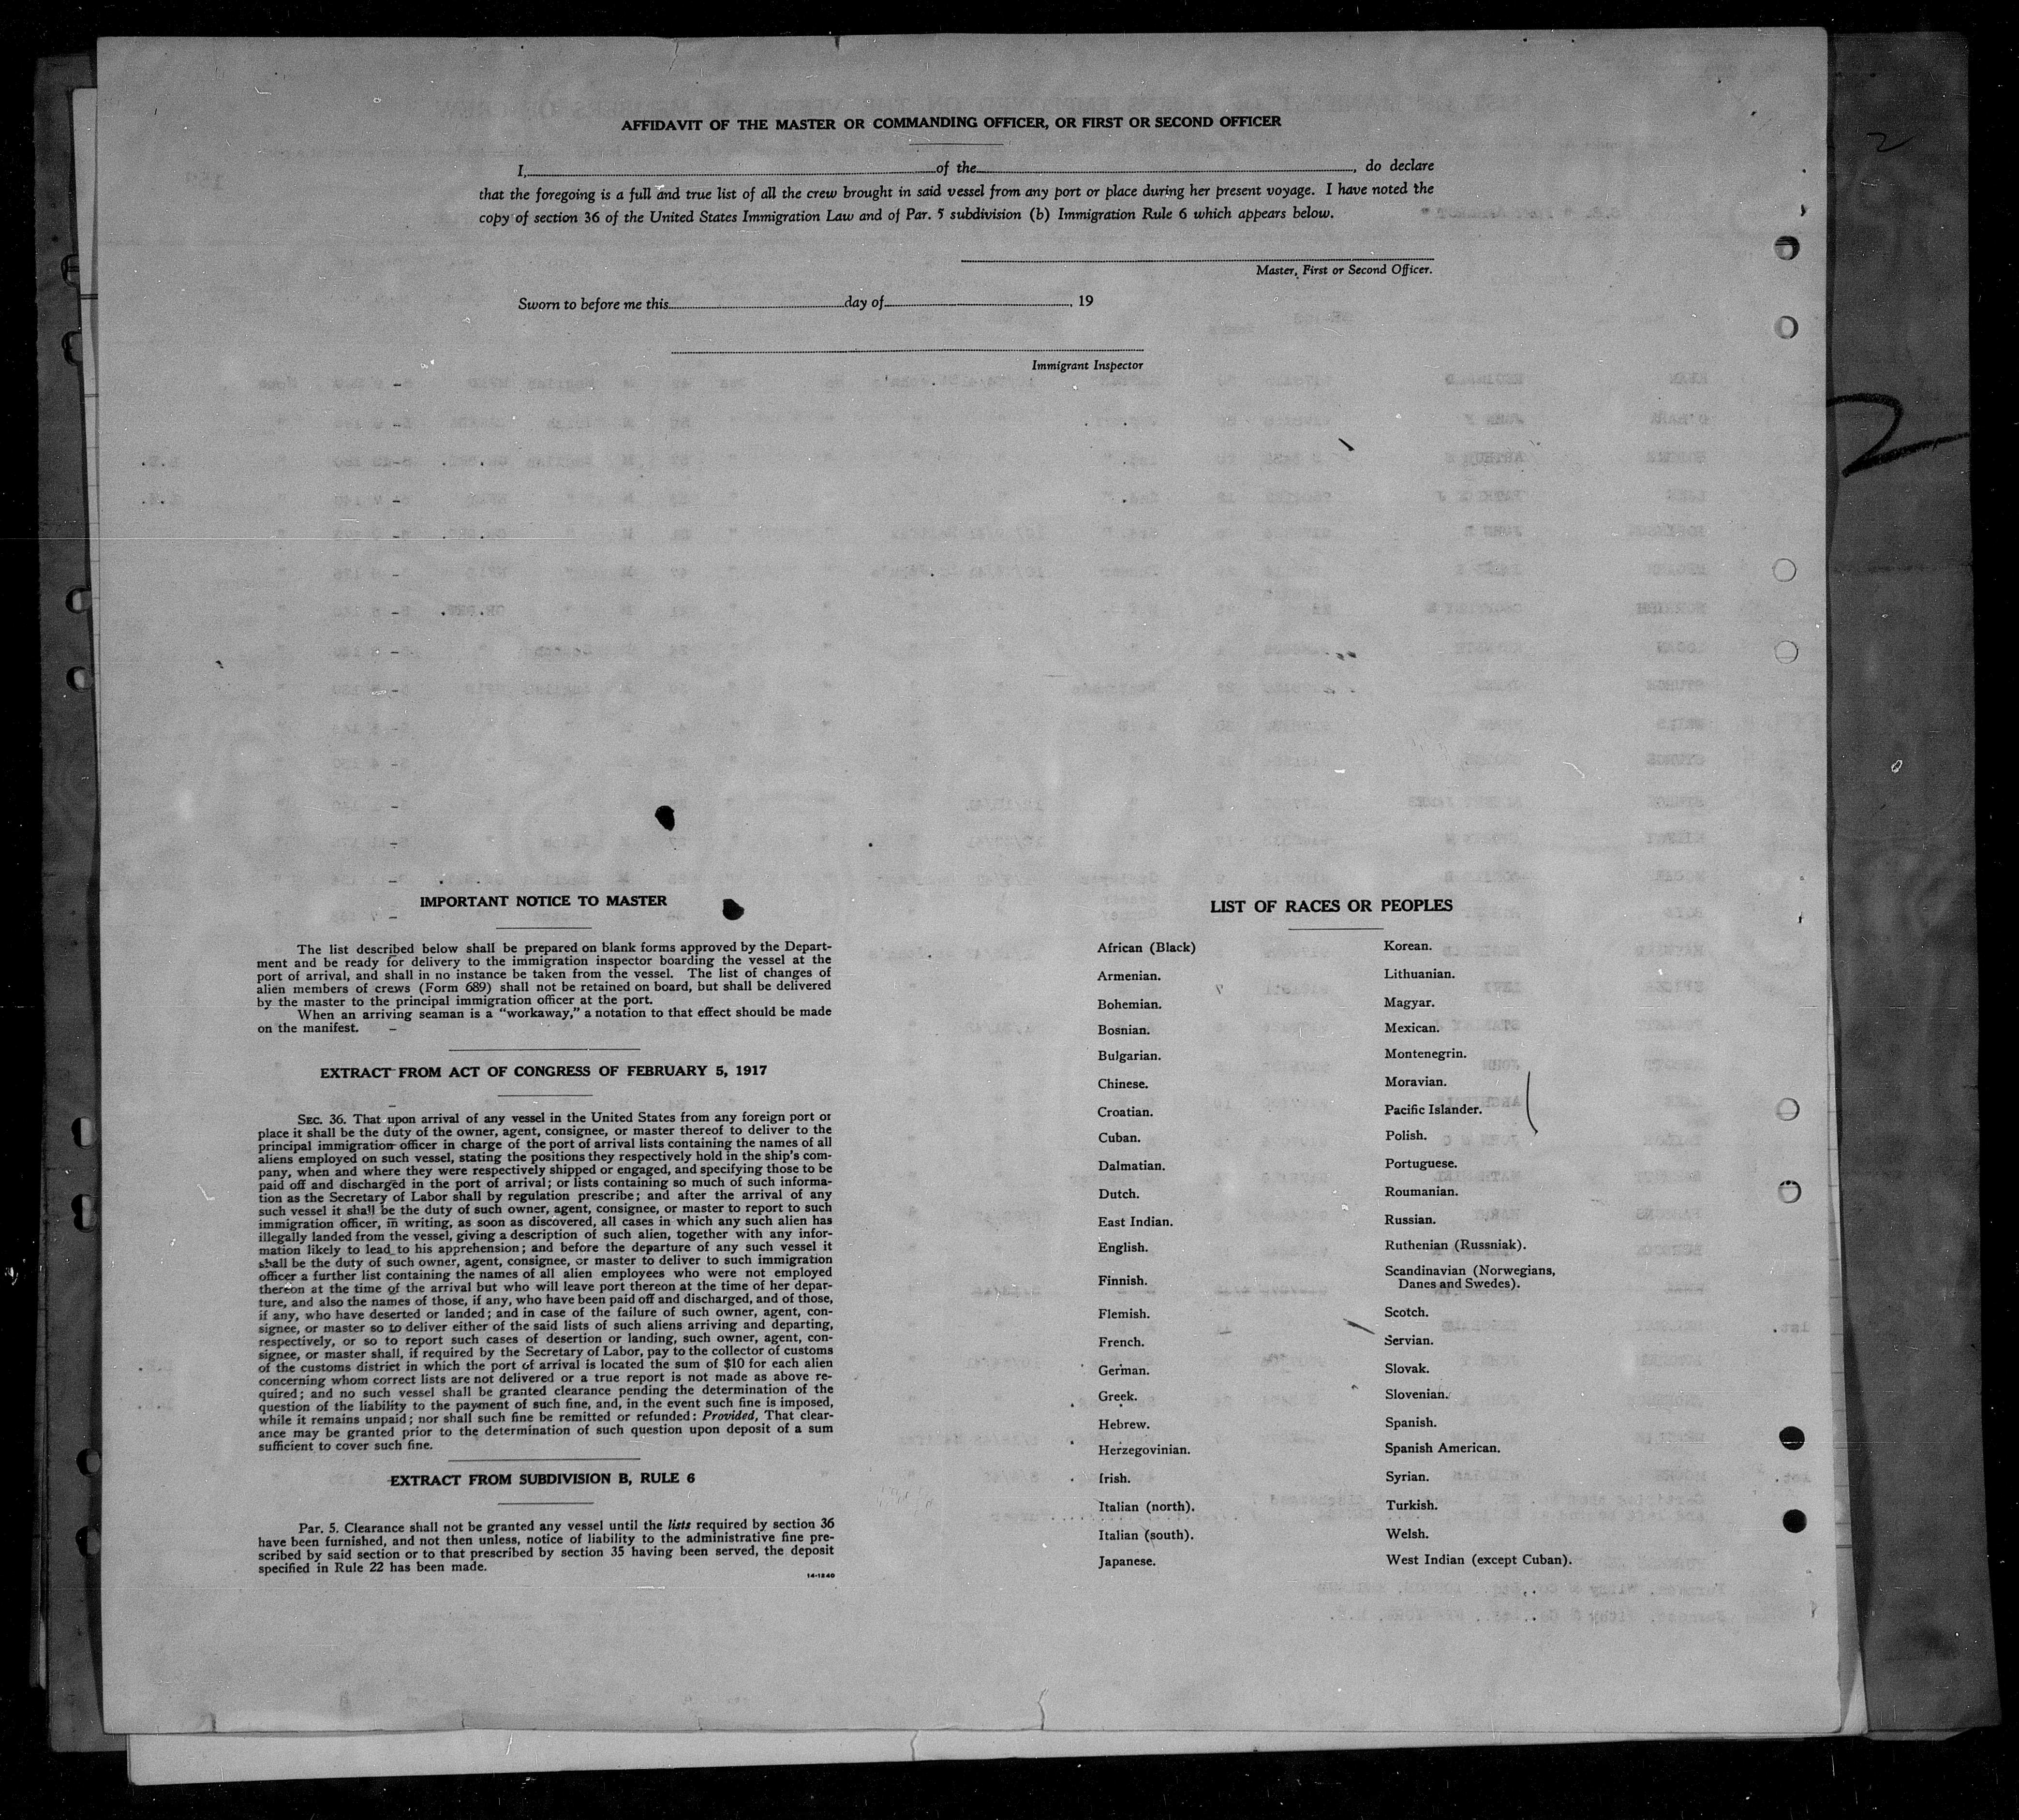 AFFIDAVIT OF THE MASTER OR COMMANDING OFFICER, OR FIRST OR SECOND OFFICER
I, of the , do declare
that the foregoing is a full and true list of all the crew brought in said vessel from any port or place during her present voyage. I have noted the
copy of section 36 of the United States Immigration Law and of Par. 5 subdivision (b) Immigration Rule 6 which appears below.
Master, First or Second Officer.
Sworn to before me this day of , 19
Immigrant Inspector
2
2
IMPORTANT NOTICE TO MASTER
The list described below shall be prepared on blank forms approved by the Depart-
ment and be ready for delivery to the immigration inspector boarding the vessel at the
port of arrival, and shall in no instance be taken from the vessel. The list of changes of
alien members of crews (Form 689) shall not be retained on board, but shall be delivered
by the master to the principal immigration officer at the port.
When an arriving seaman is a "workaway," a notation to that effect should be made
on the manifest.
EXTRACT FROM ACT OF CONGRESS OF FEBRUARY 5, 1917
SEC. 36. That upon arrival of any vessel in the United States from any foreign port or
place it shall be the duty of the owner, agent, consignee, or master thereof to deliver to the
principal immigration officer in charge of the port of arrival lists containing the names of all
aliens employed on such vessel, stating the positions they respectively hold in the ship's com-
pany, when and where they were respectively shipped or engaged, and specifying those to be
paid off and discharged in the port of arrival; or lists containing so much of such informa-
tion as the Secretary of Labor shall by regulation prescribe; and after the arrival of any
such vessel it shall be the duty of such owner, agent, consignee, or master to report to such
immigration officer, in writing, as soon as discovered, all cases in which any such alien has
illegally landed from the vessel, giving a description of such alien, together with any infor-
mation likely to lead to his apprehension; and before the departure of any such vessel it
shall be the duty of such owner, agent, consignee, or master to deliver to such immigration
officer a further list containing the names of all alien employees who were not employed
thereon at the time of the arrival but who will leave port thereon at the time of her depar-
ture, and also the names of those, if any, who have been paid off and discharged, and of those,
if any, who have deserted or landed; and in case of the failure of such owner, agent, con-
signee, or master so to deliver either of the said lists of such aliens arriving and departing,
respectively, or so to report such cases of desertion or landing, such owner, agent, con-
signee, or master shall, if required by the Secretary of Labor, pay to the collector of customs
of the customs district in which the port of arrival is located the sum of $10 for each alien
concerning whom correct lists are not delivered or a true report is not made as above re-
quired; and no such vessel shall be granted clearance pending the determination of the
question of the liability to the payment of such fine, and, in the event such fine is imposed,
while it remains unpaid; nor shall such fine be remitted or refunded: Provided, That clear-
ance may be granted prior to the determination of such question upon deposit of a sum
sufficient to cover such fine.
EXTRACT FROM SUBDIVISION B, RULE 6
Par. 5. Clearance shall not be granted any vessel until the lists required by section 36
have been furnished, and not then unless, notice of liability to the administrative fine pre-
scribed by said section or to that prescribed by section 35 having been served, the deposit
specified in Rule 22 has been made.
14-1240
LIST OF RACES OR PEOPLES
African (Black)
Armenian.
Bohemian.
Bosnian.
Bulgarian.
Chinese.
Croatian.
Cuban.
Dalmatian.
Dutch.
East Indian.
English.
Finnish.
Flemish.
French.
German.
Greek.
Hebrew.
Herzegovinian.
Irish.
Italian (north).
Italian (south).
Japanese.
Korean.
Lithuanian.
Magyar.
Mexican.
Montenegrin.
Moravian.
Pacific Islander.
Polish.
Portuguese.
Roumanian.
Russian.
Ruthenian (Russniak).
Scandinavian (Norwegians,
Danes and Swedes).
Scotch.
Servian.
Slovak.
Slovenian.
Spanish.
Spanish American.
Syrian.
Turkish.
Welsh.
West Indian (except Cuban).